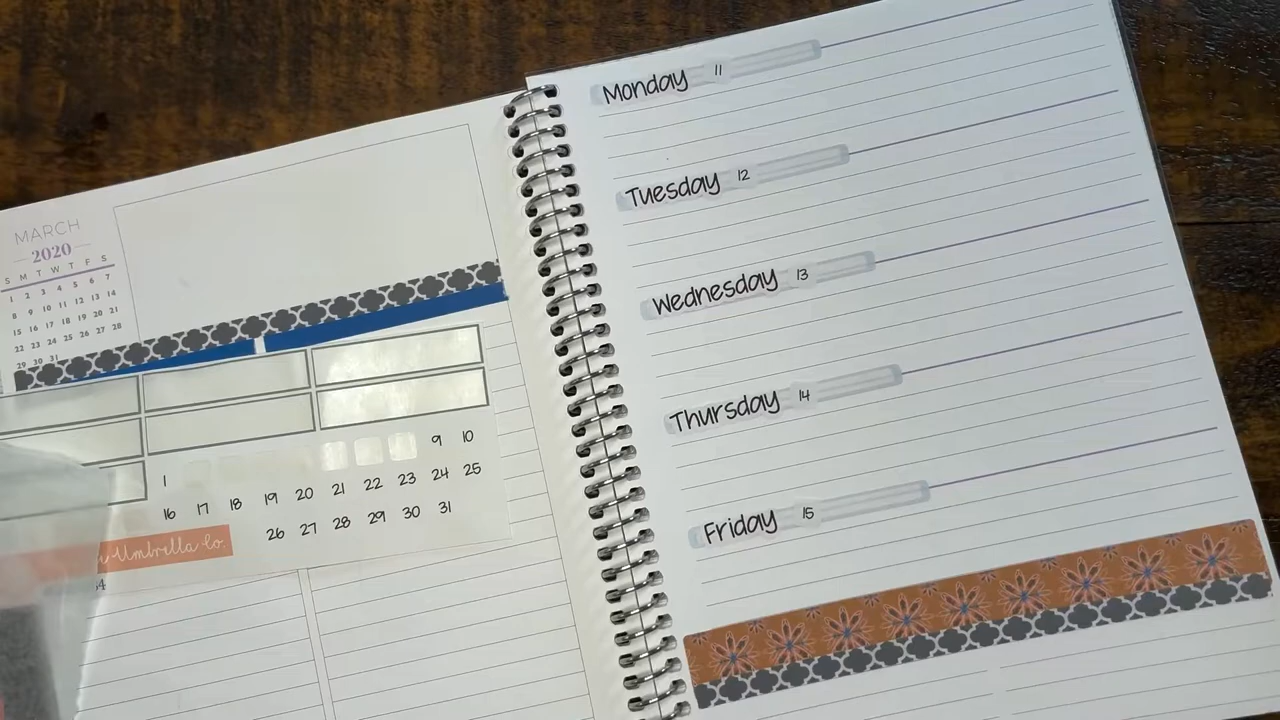 MARCH
2020
S M T W T F S
1 2 3 4 5 6 7
8 9 10 11 12 13 14
15 16 17 18 19 20 21
22 23 24 25 26 27 28
29 30 31
1 9 10
16 17 18 19 20 21 22 23 24 25
26 27 28 29 30 31
Umbrella Co.
Monday 11
Tuesday 12
Wednesday 13
Thursday 14
Friday 15